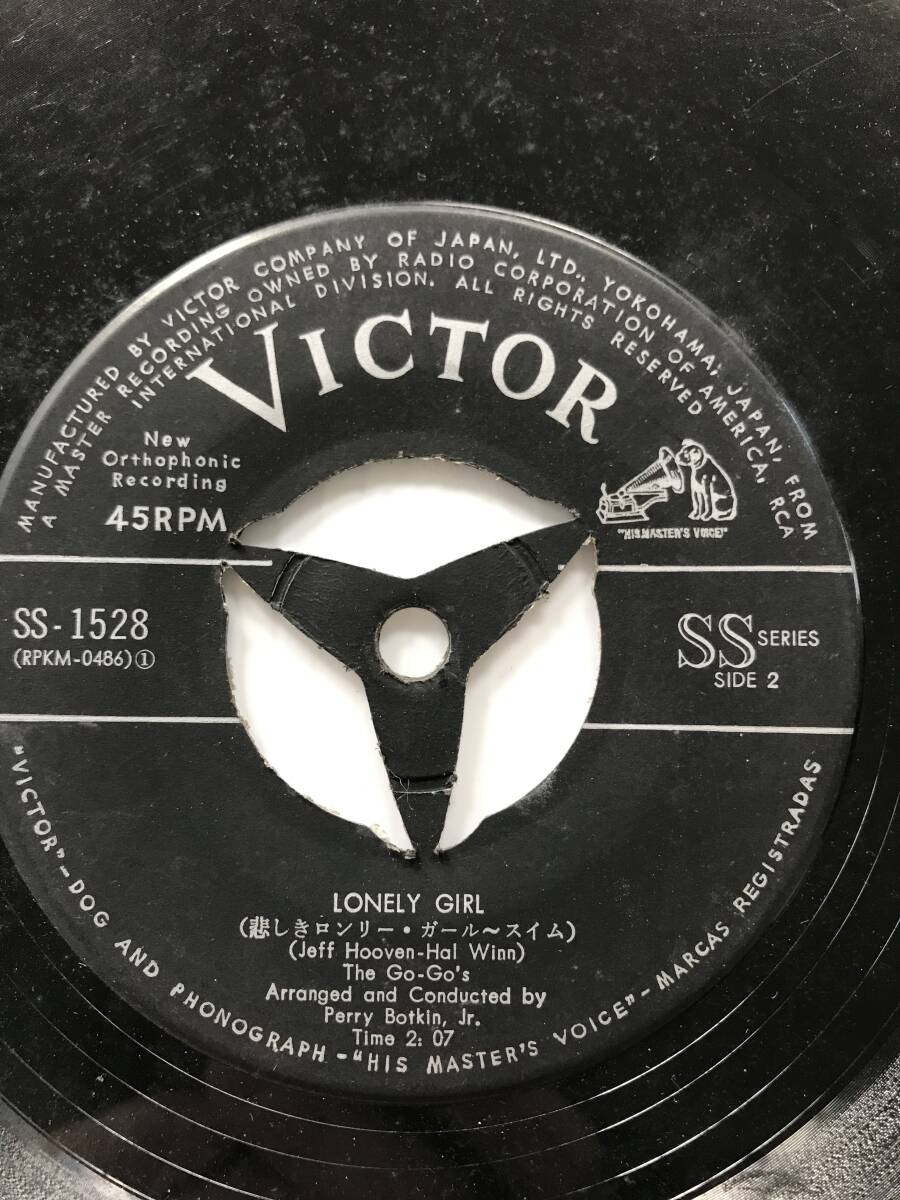 MANUFACTURED BY VICTOR COMPANY OF JAPAN, LTD., YOKOHAMA, JAPAN, FROM
A MASTER RECORDING OWNED BY RADIO CORPORATION OF AMERICA, RCA
INTERNATIONAL DIVISION. ALL RIGHTS RESERVED
VICTOR
New
Orthophonic
Recording
45RPM
"HIS MASTER'S VOICE"
SS-1528
(RPKM-0486)①
SS SERIES
SIDE 2
LONELY GIRL
(悲しきロンリー・ガール〜スイム)
(Jeff Hooven-Hal Winn)
The Go-Go's
Arranged and Conducted by
Perry Botkin, Jr.
Time 2: 07
"VICTOR"-DOG AND PHONOGRAPH-"HIS MASTER'S VOICE"-MARCAS REGISTRADAS